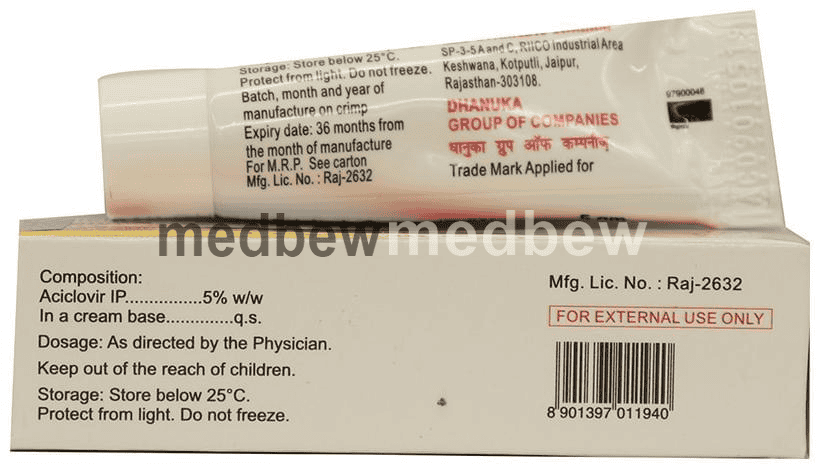 Storage: Store below 25°C.
Protect from light. Do not freeze.
Batch, month and year of
manufacture on crimp
Expiry date: 36 months from
the month of manufacture
For M.R.P. See carton
Mfg. Lic. No. : Raj-2632
SP-3-5A and C, RIICO Industrial Area
Keshwana, Kotputli, Jaipur,
Rajasthan-303108.
DHANUKA
GROUP OF COMPANIES
धानुका ग्रुप ऑफ कम्पनीज़
Trade Mark Applied for
97900046
5 gm
medbewmedbew
Composition:
Aciclovir IP...............5% w/w
In a cream base.............q.s.
Dosage: As directed by the Physician.
Keep out of the reach of children.
Storage: Store below 25°C.
Protect from light. Do not freeze.
Mfg. Lic. No. : Raj-2632
FOR EXTERNAL USE ONLY
8 901397 011940